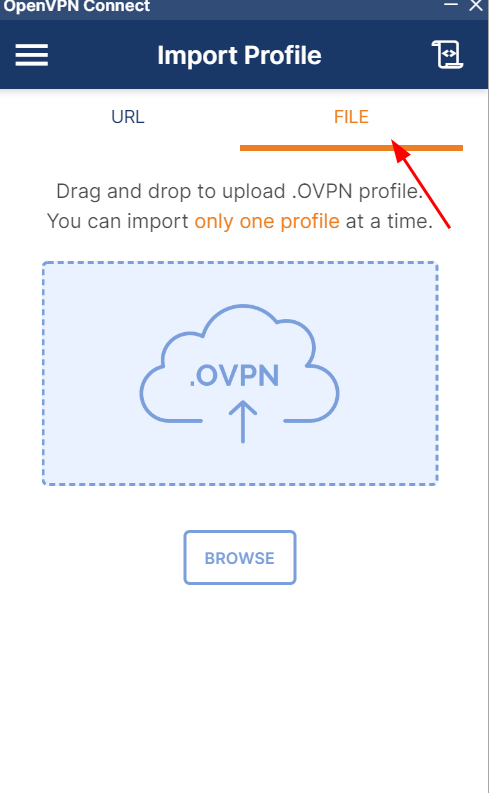 OpenVPN Connect
Import Profile
URL
FILE
Drag and drop to upload .OVPN profile.
You can import only one profile at a time.
.OVPN
BROWSE